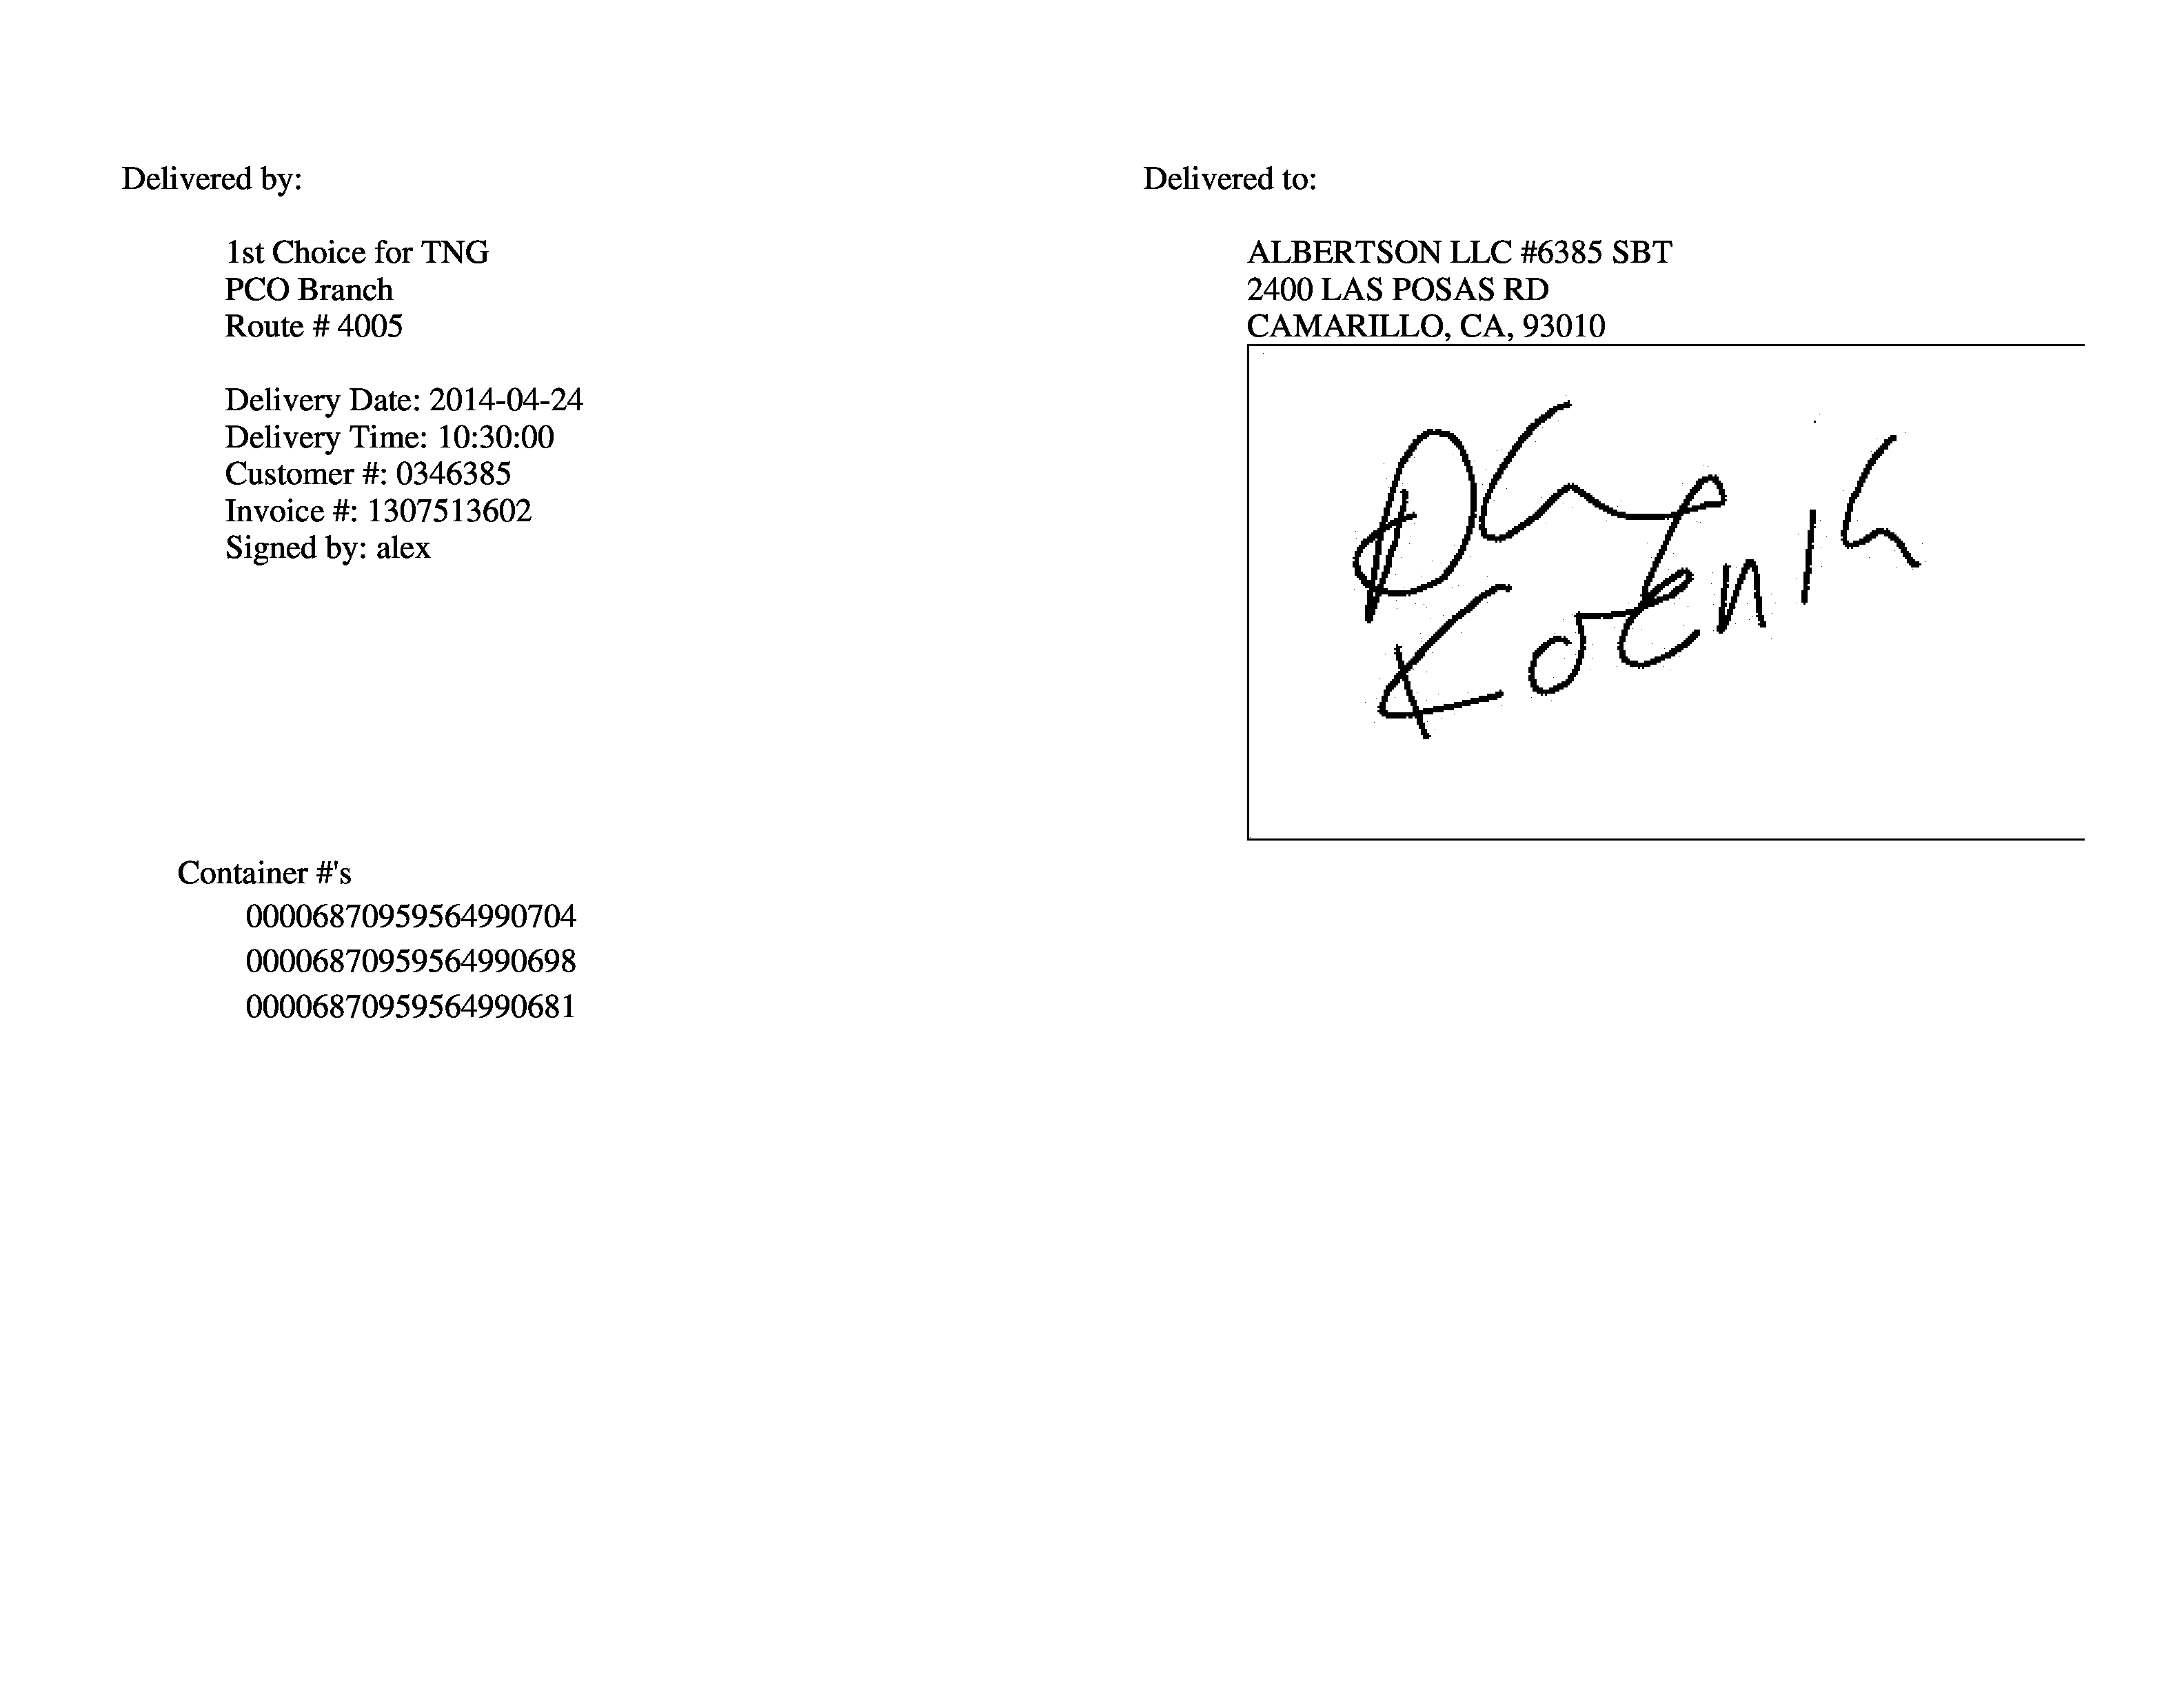 Delivered by:
1st Choice for TNG
PCO Branch
Route # 4005
Delivery Date: 2014-04-24
Delivery Time: 10:30:00
Customer #: 0346385
Invoice #: 1307513602
Signed by: alex
Delivered to:
ALBERTSON LLC #6385 SBT
2400 LAS POSAS RD
CAMARILLO, CA, 93010
Container #'s
00006870959564990704
00006870959564990698
00006870959564990681